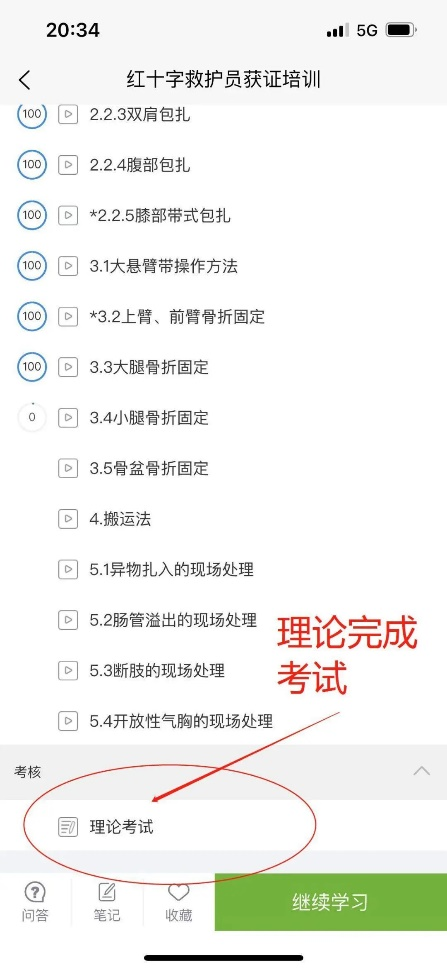 20:34
5G
红十字救护员获证培训
100
2.2.3双肩包扎
100
2.2.4腹部包扎
100
*2.2.5膝部带式包扎
100
3.1大悬臂带操作方法
100
*3.2上臂、前臂骨折固定
100
3.3大腿骨折固定
0
3.4小腿骨折固定
3.5骨盆骨折固定
4.搬运法
5.1异物扎入的现场处理
5.2肠管溢出的现场处理
5.3断肢的现场处理
5.4开放性气胸的现场处理
理论完成
考试
考核
理论考试
问答
笔记
收藏
继续学习